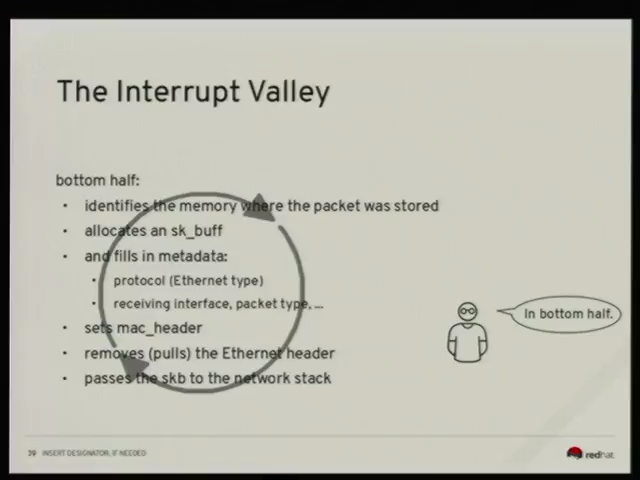 The Interrupt Valley
bottom half:
• identifies the memory where the packet was stored
• allocates an sk_buff
• and fills in metadata:
• protocol (Ethernet type)
• receiving interface, packet type, ...
• sets mac_header
• removes (pulls) the Ethernet header
• passes the skb to the network stack
In bottom half.
39 INSERT DESIGNATOR, IF NEEDED
redhat